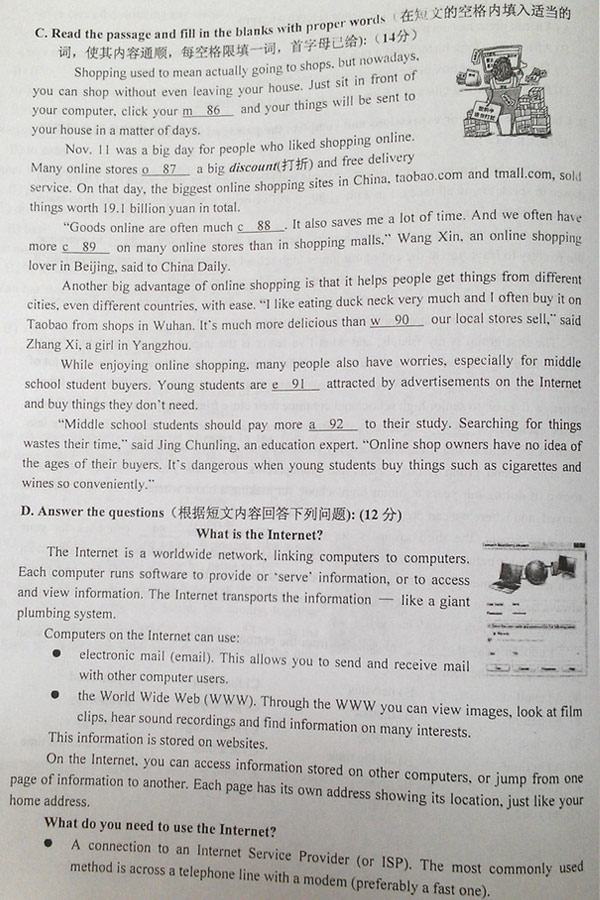 C. Read the passage and fill in the blanks with proper words (在短文的空格内填入适当的
词，使其内容通顺，每空格限填一词，首字母已给):（14分）
Shopping used to mean actually going to shops, but nowadays,
you can shop without even leaving your house. Just sit in front of
your computer, click your m 86 and your things will be sent to
your house in a matter of days.
Nov. 11 was a big day for people who liked shopping online.
Many online stores o 87 a big discount(打折) and free delivery
service. On that day, the biggest online shopping sites in China, taobao.com and tmall.com, sold
things worth 19.1 billion yuan in total.
“Goods online are often much c 88 . It also saves me a lot of time. And we often have
more c 89 on many online stores than in shopping malls,” Wang Xin, an online shopping
lover in Beijing, said to China Daily.
Another big advantage of online shopping is that it helps people get things from different
cities, even different countries, with ease. “I like eating duck neck very much and I often buy it on
Taobao from shops in Wuhan. It's much more delicious than w 90 our local stores sell,” said
Zhang Xi, a girl in Yangzhou.
While enjoying online shopping, many people also have worries, especially for middle
school student buyers. Young students are e 91 attracted by advertisements on the Internet
and buy things they don't need.
“Middle school students should pay more a 92 to their study. Searching for things
wastes their time,” said Jing Chunling, an education expert. “Online shop owners have no idea of
the ages of their buyers. It's dangerous when young students buy things such as cigarettes and
wines so conveniently.”
D. Answer the questions（根据短文内容回答下列问题): (12 分)
What is the Internet?
The Internet is a worldwide network, linking computers to computers.
Each computer runs software to provide or ‘serve’ information, or to access
and view information. The Internet transports the information — like a giant
plumbing system.
Computers on the Internet can use:
● electronic mail (email). This allows you to send and receive mail
with other computer users.
● the World Wide Web (WWW). Through the WWW you can view images, look at film
clips, hear sound recordings and find information on many interests.
This information is stored on websites.
On the Internet, you can access information stored on other computers, or jump from one
page of information to another. Each page has its own address showing its location, just like your
home address.
What do you need to use the Internet?
● A connection to an Internet Service Provider (or ISP). The most commonly used
method is across a telephone line with a modem (preferably a fast one).